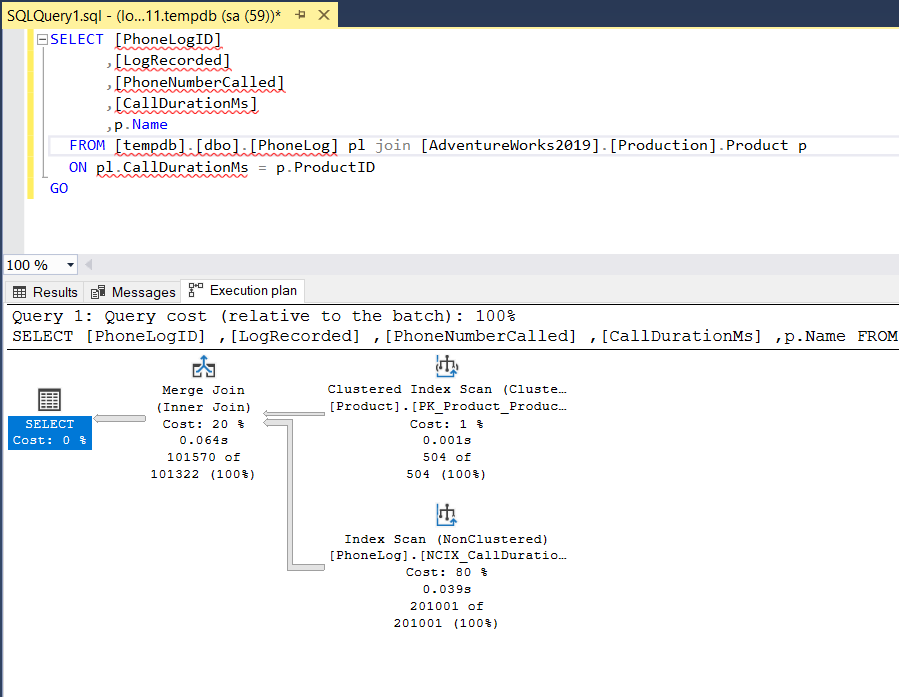 SQLQuery1.sql - (lo...11.tempdb (sa (59))*
SELECT [PhoneLogID]
,[LogRecorded]
,[PhoneNumberCalled]
,[CallDurationMs]
,p.Name
FROM [tempdb].[dbo].[PhoneLog] pl join [AdventureWorks2019].[Production].Product p
ON pl.CallDurationMs = p.ProductID
GO
100 %
Results Messages Execution plan
Query 1: Query cost (relative to the batch): 100%
SELECT [PhoneLogID] ,[LogRecorded] ,[PhoneNumberCalled] ,[CallDurationMs] ,p.Name FROM
SELECT
Cost: 0 %
Merge Join
(Inner Join)
Cost: 20 %
0.064s
101570 of
101322 (100%)
Clustered Index Scan (Cluste...
[Product].[PK_Product_Produc...
Cost: 1 %
0.001s
504 of
504 (100%)
Index Scan (NonClustered)
[PhoneLog].[NCIX_CallDuratio...
Cost: 80 %
0.039s
201001 of
201001 (100%)